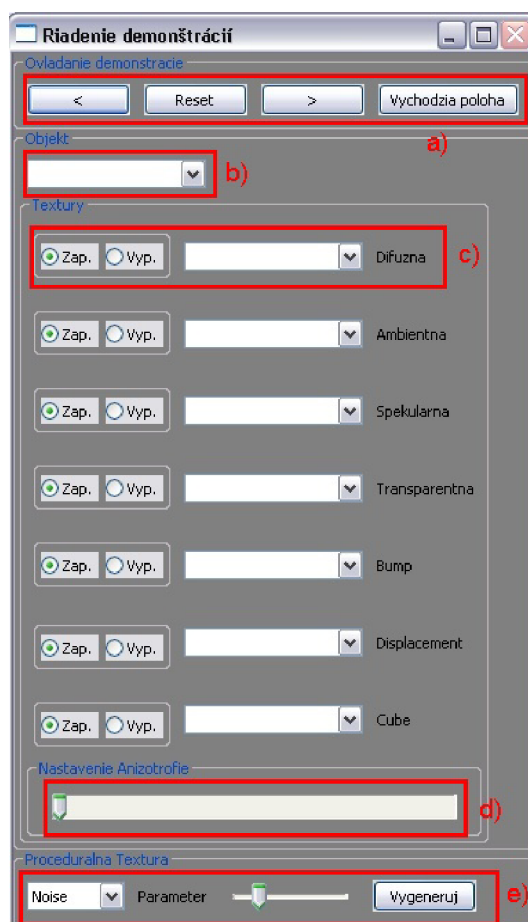 Riadenie demonštrácií
Ovladanie demonstracie
< Reset > Vychodzia poloha
a)
Objekt
b)
Textury
Zap. Vyp. Difuzna c)
Zap. Vyp. Ambientna
Zap. Vyp. Spekularna
Zap. Vyp. Transparentna
Zap. Vyp. Bump
Zap. Vyp. Displacement
Zap. Vyp. Cube
Nastavenie Anizotrofie
d)
Proceduralna Textura
Noise Parameter Vygeneruj e)